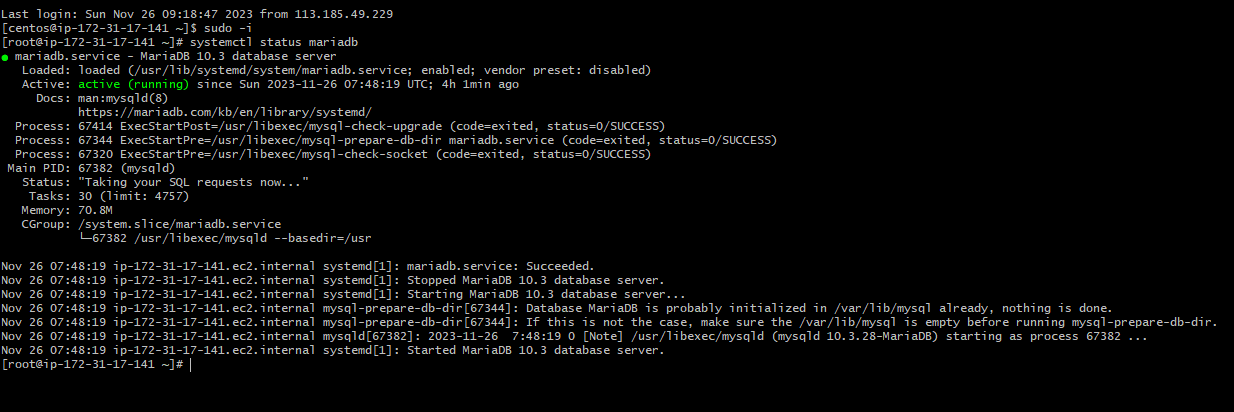 Last login: Sun Nov 26 09:18:47 2023 from 113.185.49.229
[centos@ip-172-31-17-141 ~]$ sudo -i
[root@ip-172-31-17-141 ~]# systemctl status mariadb
● mariadb.service - MariaDB 10.3 database server
   Loaded: loaded (/usr/lib/systemd/system/mariadb.service; enabled; vendor preset: disabled)
   Active: active (running) since Sun 2023-11-26 07:48:19 UTC; 4h 1min ago
     Docs: man:mysqld(8)
           https://mariadb.com/kb/en/library/systemd/
  Process: 67414 ExecStartPost=/usr/libexec/mysql-check-upgrade (code=exited, status=0/SUCCESS)
  Process: 67344 ExecStartPre=/usr/libexec/mysql-prepare-db-dir mariadb.service (code=exited, status=0/SUCCESS)
  Process: 67320 ExecStartPre=/usr/libexec/mysql-check-socket (code=exited, status=0/SUCCESS)
 Main PID: 67382 (mysqld)
   Status: "Taking your SQL requests now..."
    Tasks: 30 (limit: 4757)
   Memory: 70.8M
   CGroup: /system.slice/mariadb.service
           └─67382 /usr/libexec/mysqld --basedir=/usr

Nov 26 07:48:19 ip-172-31-17-141.ec2.internal systemd[1]: mariadb.service: Succeeded.
Nov 26 07:48:19 ip-172-31-17-141.ec2.internal systemd[1]: Stopped MariaDB 10.3 database server.
Nov 26 07:48:19 ip-172-31-17-141.ec2.internal systemd[1]: Starting MariaDB 10.3 database server...
Nov 26 07:48:19 ip-172-31-17-141.ec2.internal mysql-prepare-db-dir[67344]: Database MariaDB is probably initialized in /var/lib/mysql already, nothing is done.
Nov 26 07:48:19 ip-172-31-17-141.ec2.internal mysql-prepare-db-dir[67344]: If this is not the case, make sure the /var/lib/mysql is empty before running mysql-prepare-db-dir.
Nov 26 07:48:19 ip-172-31-17-141.ec2.internal mysqld[67382]: 2023-11-26  7:48:19 0 [Note] /usr/libexec/mysqld (mysqld 10.3.28-MariaDB) starting as process 67382 ...
Nov 26 07:48:19 ip-172-31-17-141.ec2.internal systemd[1]: Started MariaDB 10.3 database server.
[root@ip-172-31-17-141 ~]#